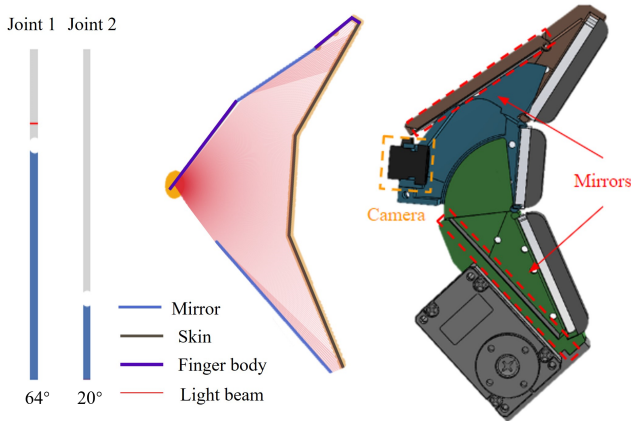 Joint 1 Joint 2
Mirror
Skin
Finger body
Light beam
64° 20°
Camera
Mirrors